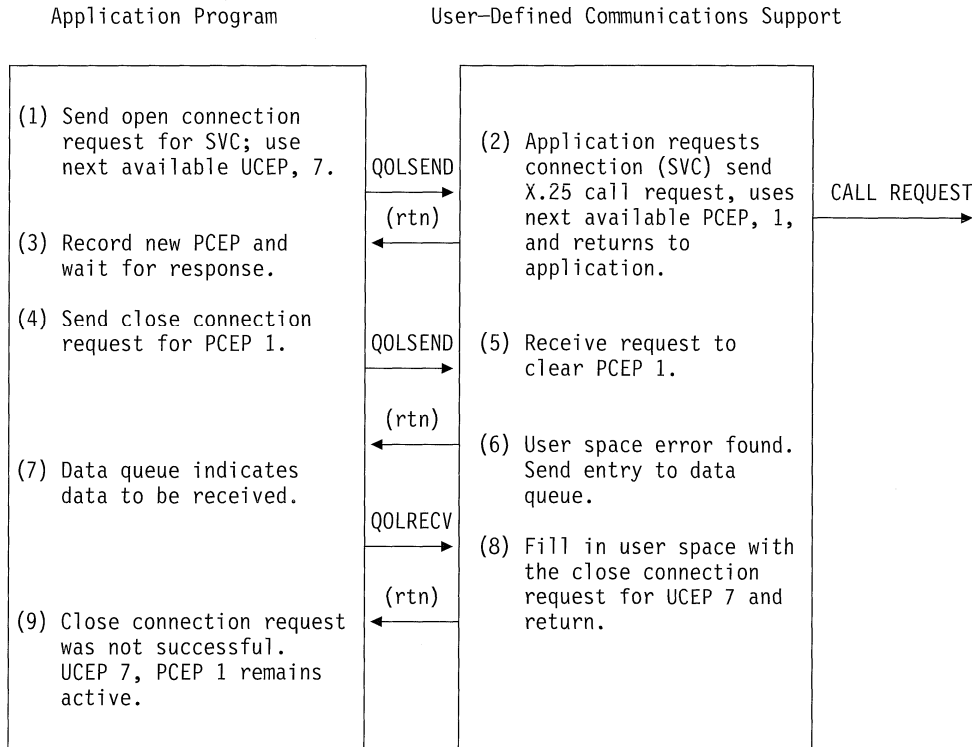 Application Program
User-Defined Communications Support
(1) Send open connection
request for SVC; use
next available UCEP, 7.
QOLSEND
(rtn)
(2) Application requests
connection (SVC) send
X.25 call request, uses
next available PCEP, 1,
and returns to
application.
CALL REQUEST
(3) Record new PCEP and
wait for response.
(4) Send close connection
request for PCEP 1.
QOLSEND
(5) Receive request to
clear PCEP 1.
(rtn)
(6) User space error found.
Send entry to data
queue.
(7) Data queue indicates
data to be received.
QOLRECV
(8) Fill in user space with
the close connection
request for UCEP 7 and
return.
(rtn)
(9) Close connection request
was not successful.
UCEP 7, PCEP 1 remains
active.